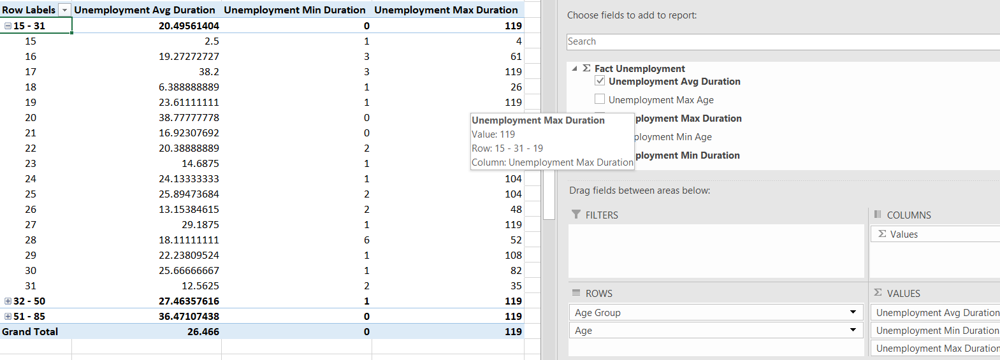 Row Labels Unemployment Avg Duration Unemployment Min Duration Unemployment Max Duration
15 - 31 20.49561404 0 119
15 2.5 1 4
16 19.27272727 3 61
17 38.2 3 119
18 6.388888889 1 26
19 23.61111111 1 119
20 38.77777778 0
21 16.92307692 0
22 20.38888889 2
23 14.6875 1
24 24.13333333 1 104
25 25.89473684 2 104
26 13.15384615 2 48
27 29.1875 1 119
28 18.11111111 6 52
29 22.23809524 1 108
30 25.66666667 1 82
31 12.5625 2 35
32 - 50 27.46357616 1 119
51 - 85 36.47107438 0 119
Grand Total 26.466 0 119
Unemployment Max Duration
Value: 119
Row: 15 - 31 - 19
Column: Unemployment Max Duration
Choose fields to add to report:
Search
Σ Fact Unemployment
Unemployment Avg Duration
Unemployment Max Age
ployment Max Duration
ployment Min Age
ployment Min Duration
Drag fields between areas below:
FILTERS
COLUMNS
Σ Values
ROWS
Age Group
Age
Σ VALUES
Unemployment Avg Duration
Unemployment Min Duration
Unemployment Max Duration